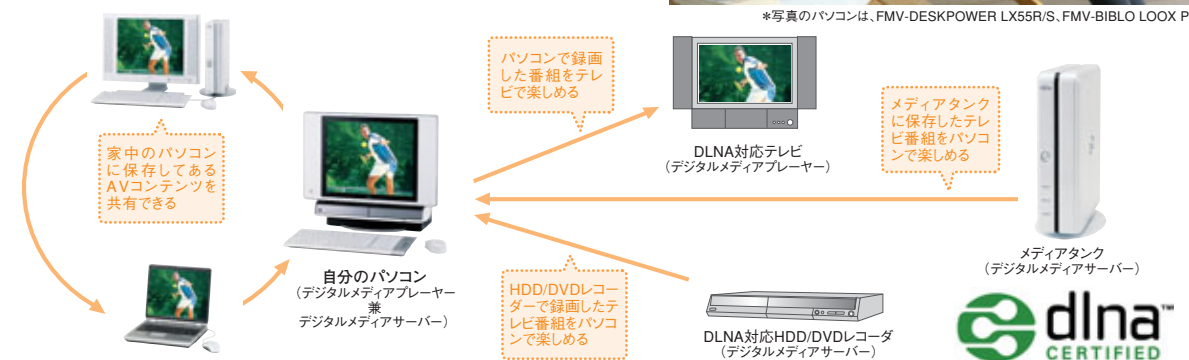 *写真のパソコンは、FMV-DESKPOWER LX55R/S、FMV-BIBLO LOOX P
パソコンで録画
した番組をテレ
ビで楽しめる
メディアタンク
に保存したテレ
ビ番組をパソコ
ンで楽しめる
DLNA対応テレビ
(デジタルメディアプレーヤー)
家中のパソコン
に保存してある
AVコンテンツを
共有できる
自分のパソコン
(デジタルメディアプレーヤー
兼
デジタルメディアサーバー)
HDD/DVDレコー
ダーで録画したテ
レビ番組をパソコ
ンで楽しめる
DLNA対応HDD/DVDレコーダ
(デジタルメディアサーバー)
メディアタンク
(デジタルメディアサーバー)
dlna™
CERTIFIED